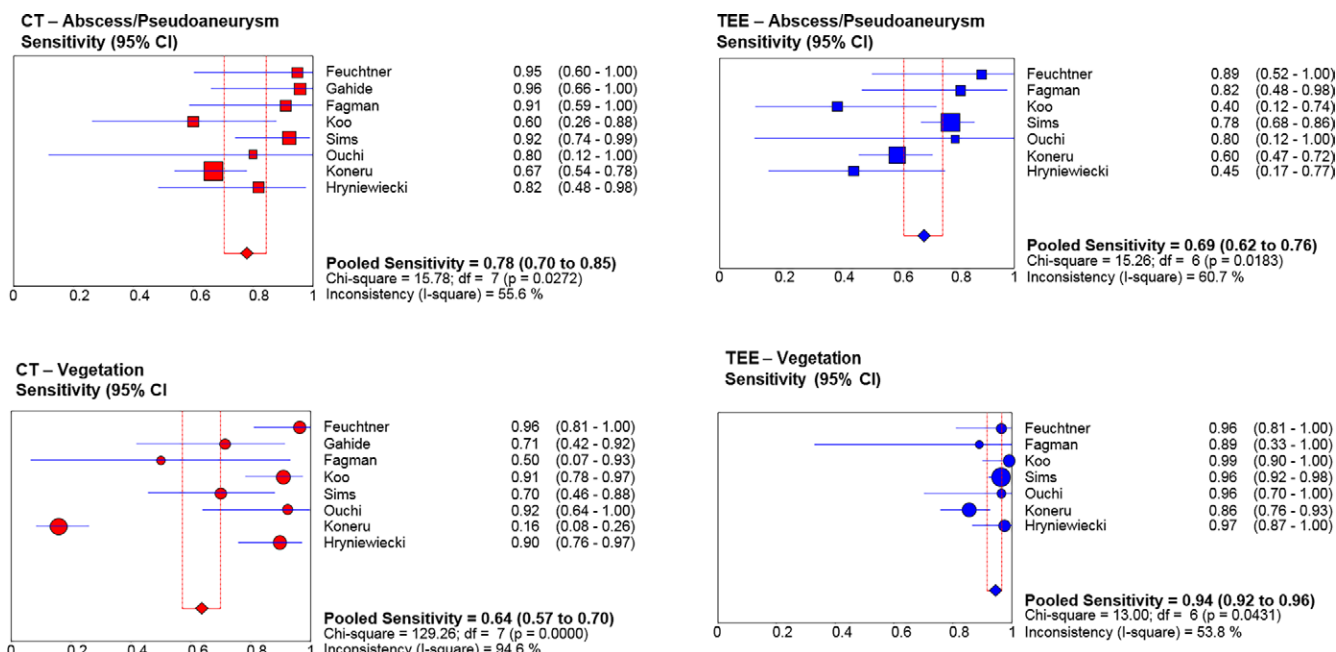 CT – Abscess/Pseudoaneurysm
Sensitivity (95% CI)
Feuchtner 0.95 (0.60 - 1.00)
Gahide 0.96 (0.66 - 1.00)
Fagman 0.91 (0.59 - 1.00)
Koo 0.60 (0.26 - 0.88)
Sims 0.92 (0.74 - 0.99)
Ouchi 0.80 (0.12 - 1.00)
Koneru 0.67 (0.54 - 0.78)
Hryniewiecki 0.82 (0.48 - 0.98)
Pooled Sensitivity = 0.78 (0.70 to 0.85)
Chi-square = 15.78; df = 7 (p = 0.0272)
Inconsistency (I-square) = 55.6 %
0 0.2 0.4 0.6 0.8 1
TEE – Abscess/Pseudoaneurysm
Sensitivity (95% CI)
Feuchtner 0.89 (0.52 - 1.00)
Fagman 0.82 (0.48 - 0.98)
Koo 0.40 (0.12 - 0.74)
Sims 0.78 (0.68 - 0.86)
Ouchi 0.80 (0.12 - 1.00)
Koneru 0.60 (0.47 - 0.72)
Hryniewiecki 0.45 (0.17 - 0.77)
Pooled Sensitivity = 0.69 (0.62 to 0.76)
Chi-square = 15.26; df = 6 (p = 0.0183)
Inconsistency (I-square) = 60.7 %
0 0.2 0.4 0.6 0.8 1
CT – Vegetation
Sensitivity (95% CI
Feuchtner 0.96 (0.81 - 1.00)
Gahide 0.71 (0.42 - 0.92)
Fagman 0.50 (0.07 - 0.93)
Koo 0.91 (0.78 - 0.97)
Sims 0.70 (0.46 - 0.88)
Ouchi 0.92 (0.64 - 1.00)
Koneru 0.16 (0.08 - 0.26)
Hryniewiecki 0.90 (0.76 - 0.97)
Pooled Sensitivity = 0.64 (0.57 to 0.70)
Chi-square = 129.26; df = 7 (p = 0.0000)
Inconsistency (I-square) = 94.6 %
0 0.2 0.4 0.6 0.8 1
TEE – Vegetation
Sensitivity (95% CI)
Feuchtner 0.96 (0.81 - 1.00)
Fagman 0.89 (0.33 - 1.00)
Koo 0.99 (0.90 - 1.00)
Sims 0.96 (0.92 - 0.98)
Ouchi 0.96 (0.70 - 1.00)
Koneru 0.86 (0.76 - 0.93)
Hryniewiecki 0.97 (0.87 - 1.00)
Pooled Sensitivity = 0.94 (0.92 to 0.96)
Chi-square = 13.00; df = 6 (p = 0.0431)
Inconsistency (I-square) = 53.8 %
0 0.2 0.4 0.6 0.8 1